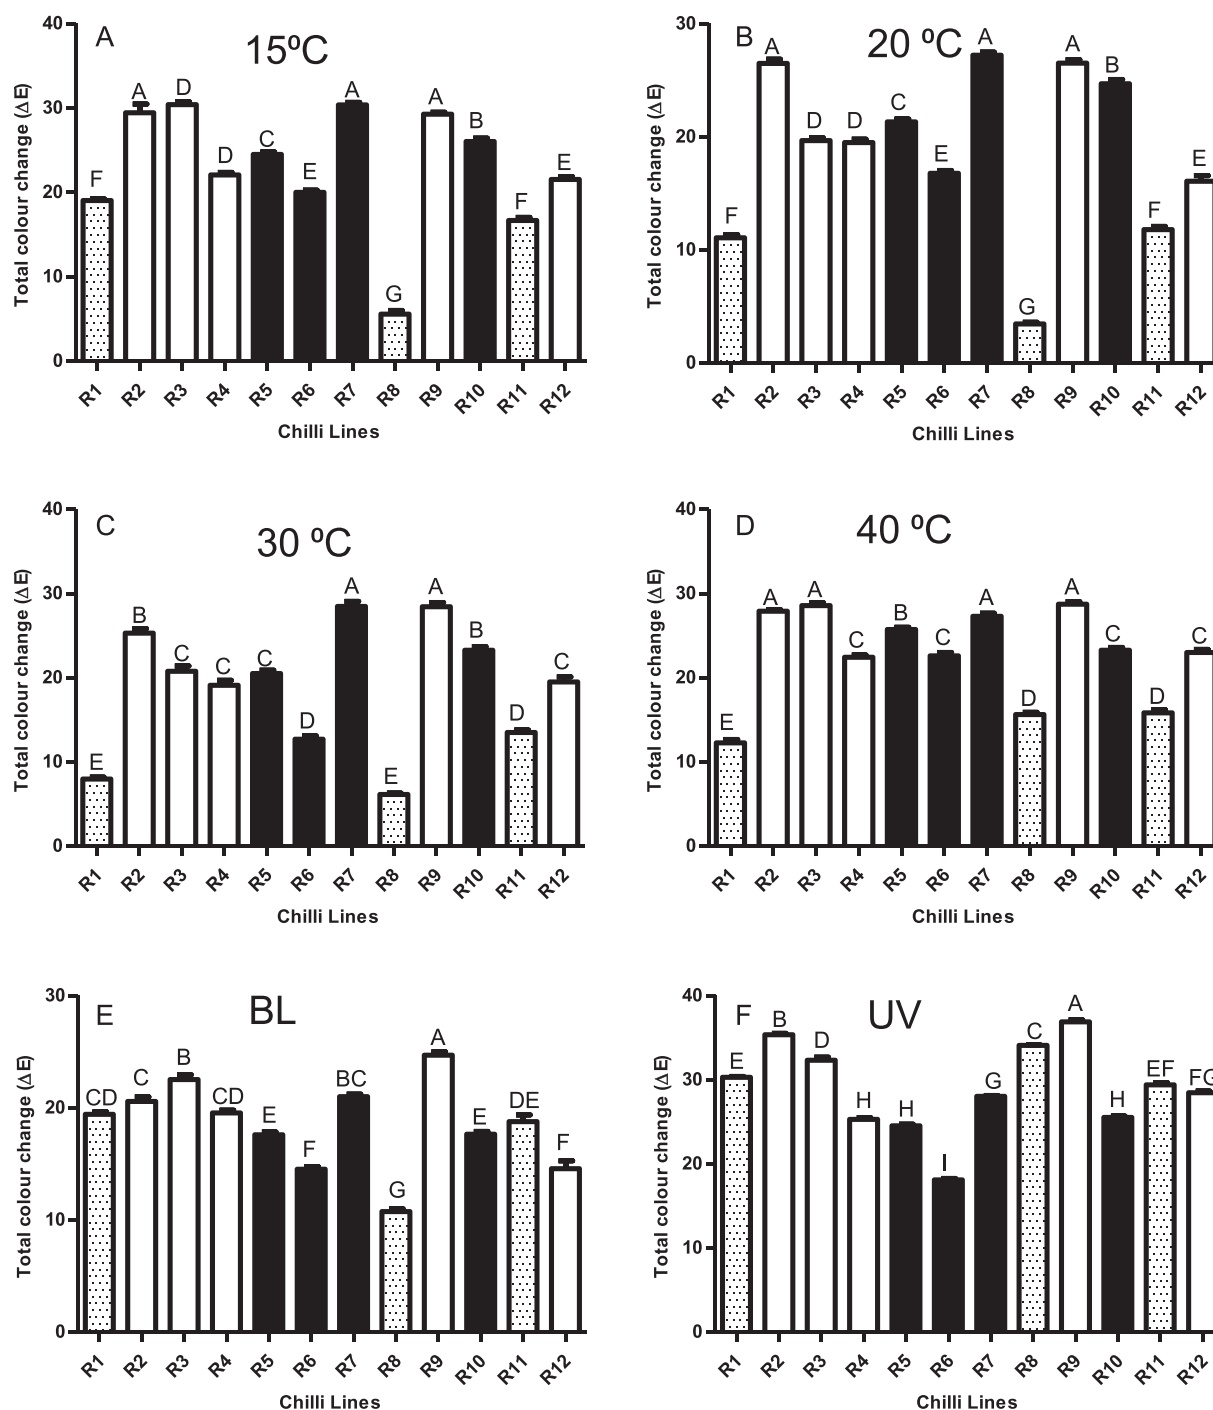 A 15ºC
Total colour change (ΔE)
40
30
20
10
0
F A D D C E A G A B F E
R1 R2 R3 R4 R5 R6 R7 R8 R9 R10 R11 R12
Chilli Lines
B 20 ºC
Total colour change (ΔE)
30
20
10
0
F A D D C E A G A B F E
R1 R2 R3 R4 R5 R6 R7 R8 R9 R10 R11 R12
Chilli Lines
C 30 ºC
Total colour change (ΔE)
40
30
20
10
0
E B C C C D A E A B D C
R1 R2 R3 R4 R5 R6 R7 R8 R9 R10 R11 R12
Chilli Lines
D 40 ºC
Total colour change (ΔE)
40
30
20
10
0
E A A C B C A D A C D C
R1 R2 R3 R4 R5 R6 R7 R8 R9 R10 R11 R12
Chilli Lines
E BL
Total colour change (ΔE)
30
20
10
0
CD C B CD E F BC G A E DE F
R1 R2 R3 R4 R5 R6 R7 R8 R9 R10 R11 R12
Chilli Lines
F UV
Total colour change (ΔE)
40
30
20
10
0
E B D H H I G C A H EF FG
R1 R2 R3 R4 R5 R6 R7 R8 R9 R10 R11 R12
Chilli Lines